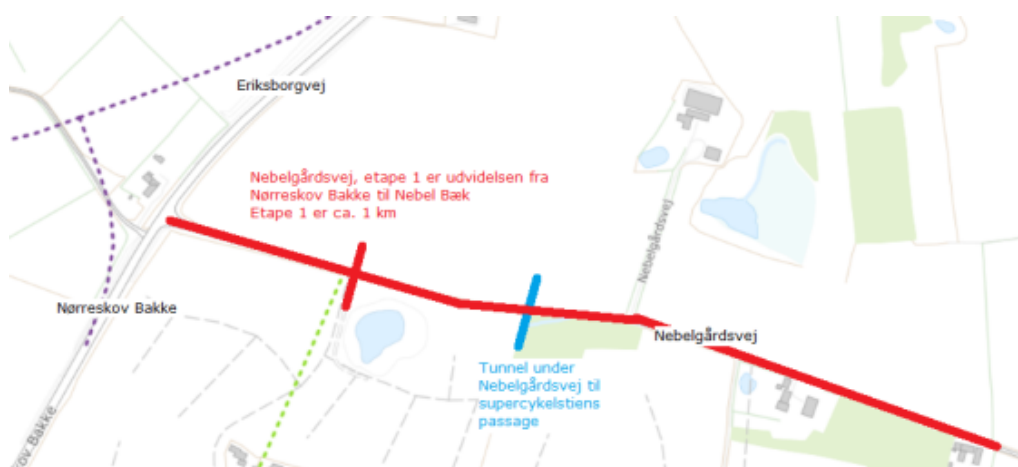 Eriksborgvej
Nebelgårdsvej, etape 1 er udvidelsen fra
Nørreskov Bakke til Nebel Bæk
Etape 1 er ca. 1 km
Nebelgårdsvej
Nørreskov Bakke
Nebelgårdsvej
Tunnel under
Nebelgårdsvej til
supercykelstiens
passage
Bakke